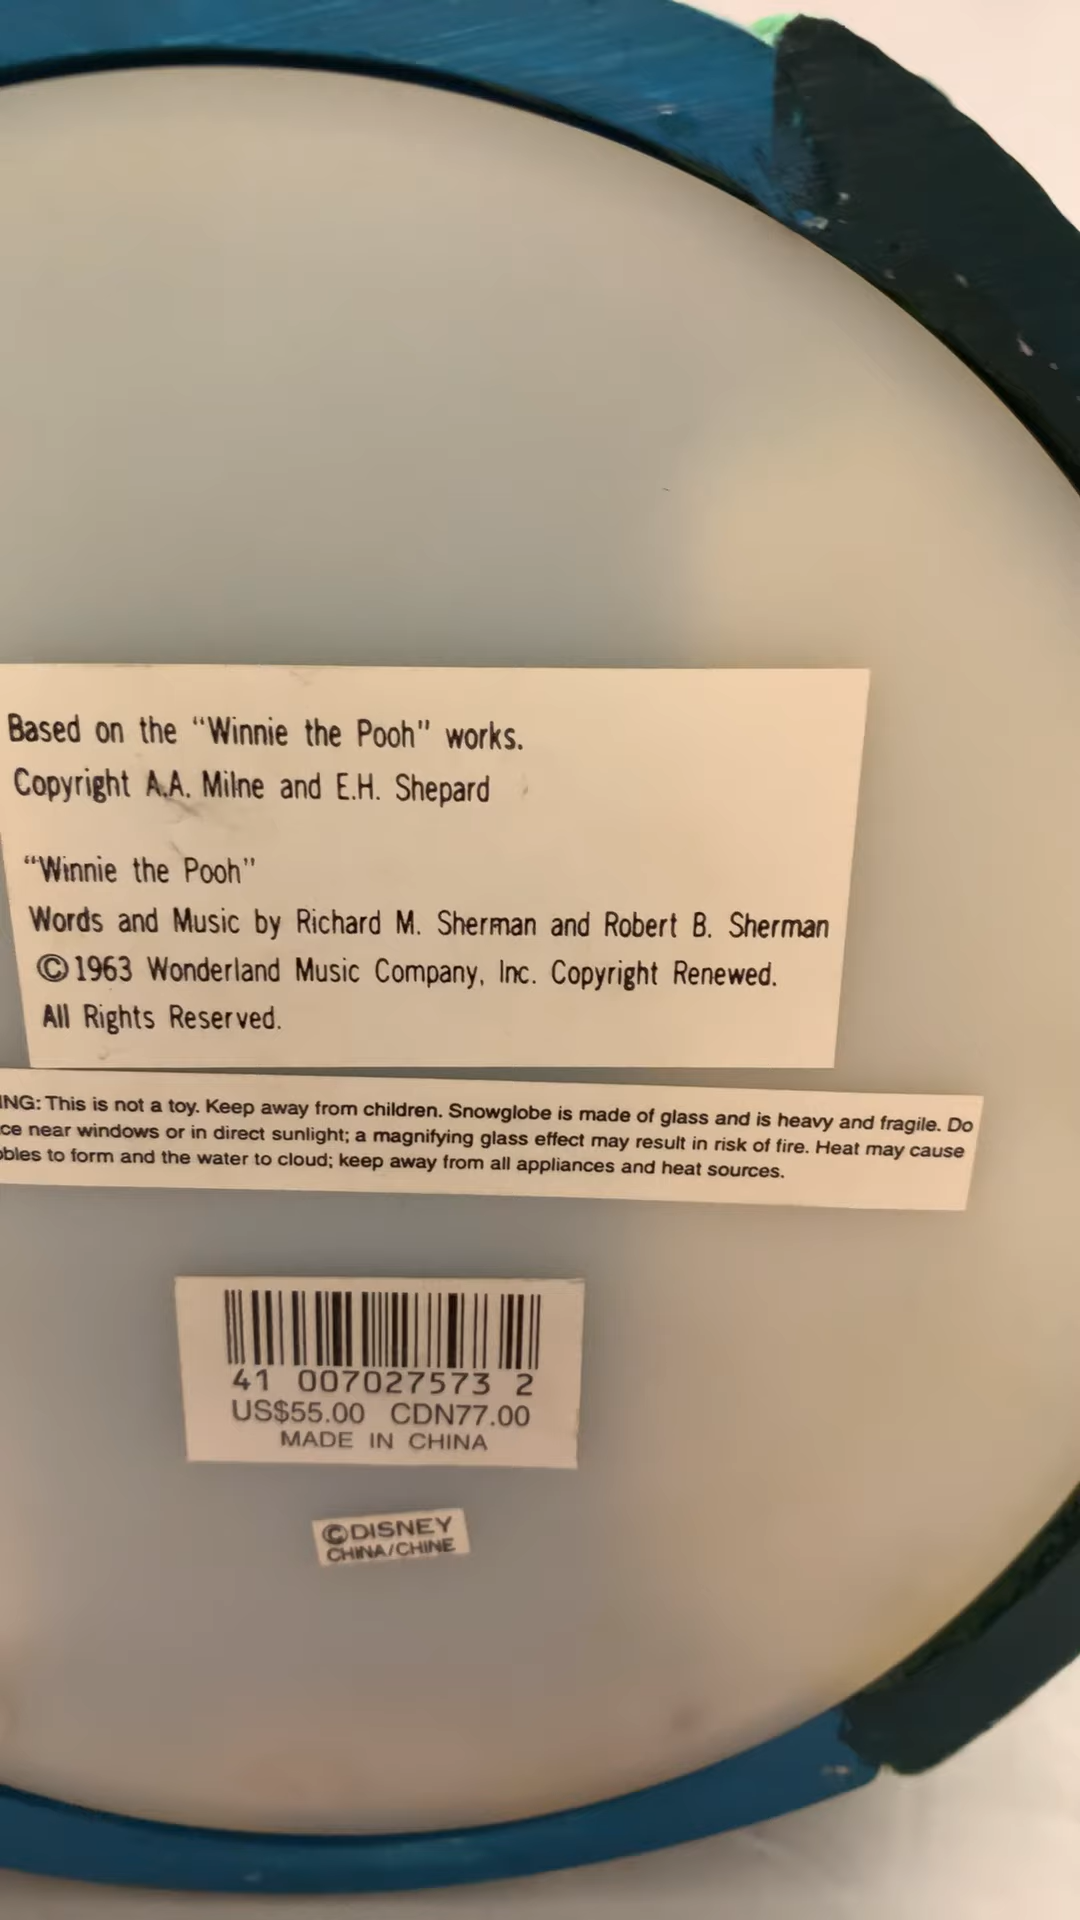 Based on the “Winnie the Pooh” works.
Copyright A.A. Milne and E.H. Shepard
“Winnie the Pooh”
Words and Music by Richard M. Sherman and Robert B. Sherman
©1963 Wonderland Music Company, Inc. Copyright Renewed.
All Rights Reserved.
ING: This is not a toy. Keep away from children. Snowglobe is made of glass and is heavy and fragile. Do
ce near windows or in direct sunlight; a magnifying glass effect may result in risk of fire. Heat may cause
bles to form and the water to cloud; keep away from all appliances and heat sources.
41 007027573 2
US$55.00 CDN77.00
MADE IN CHINA
©DISNEY
CHINA/CHINE